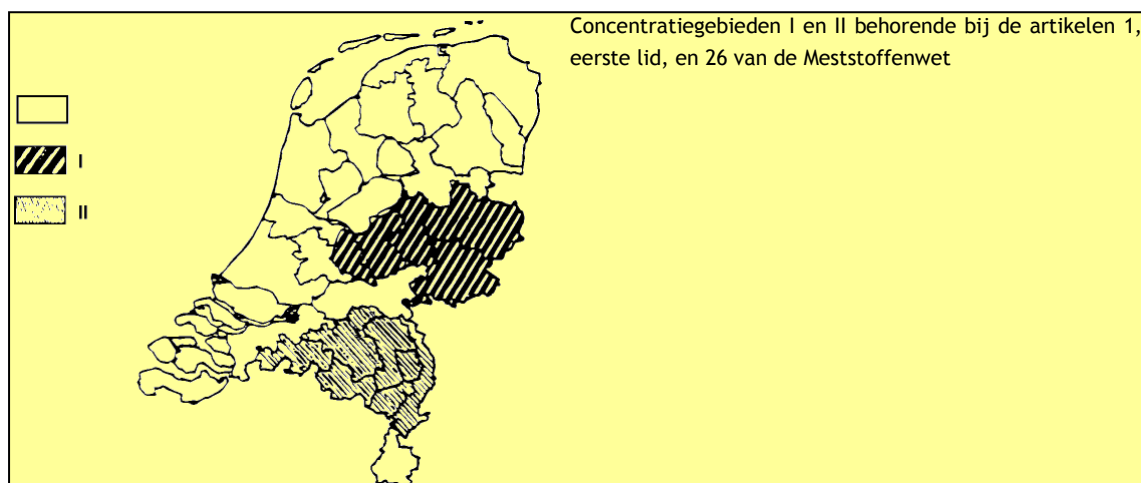 Concentratiegebieden I en II behorende bij de artikelen 1,
eerste lid, en 26 van de Meststoffenwet
I
II